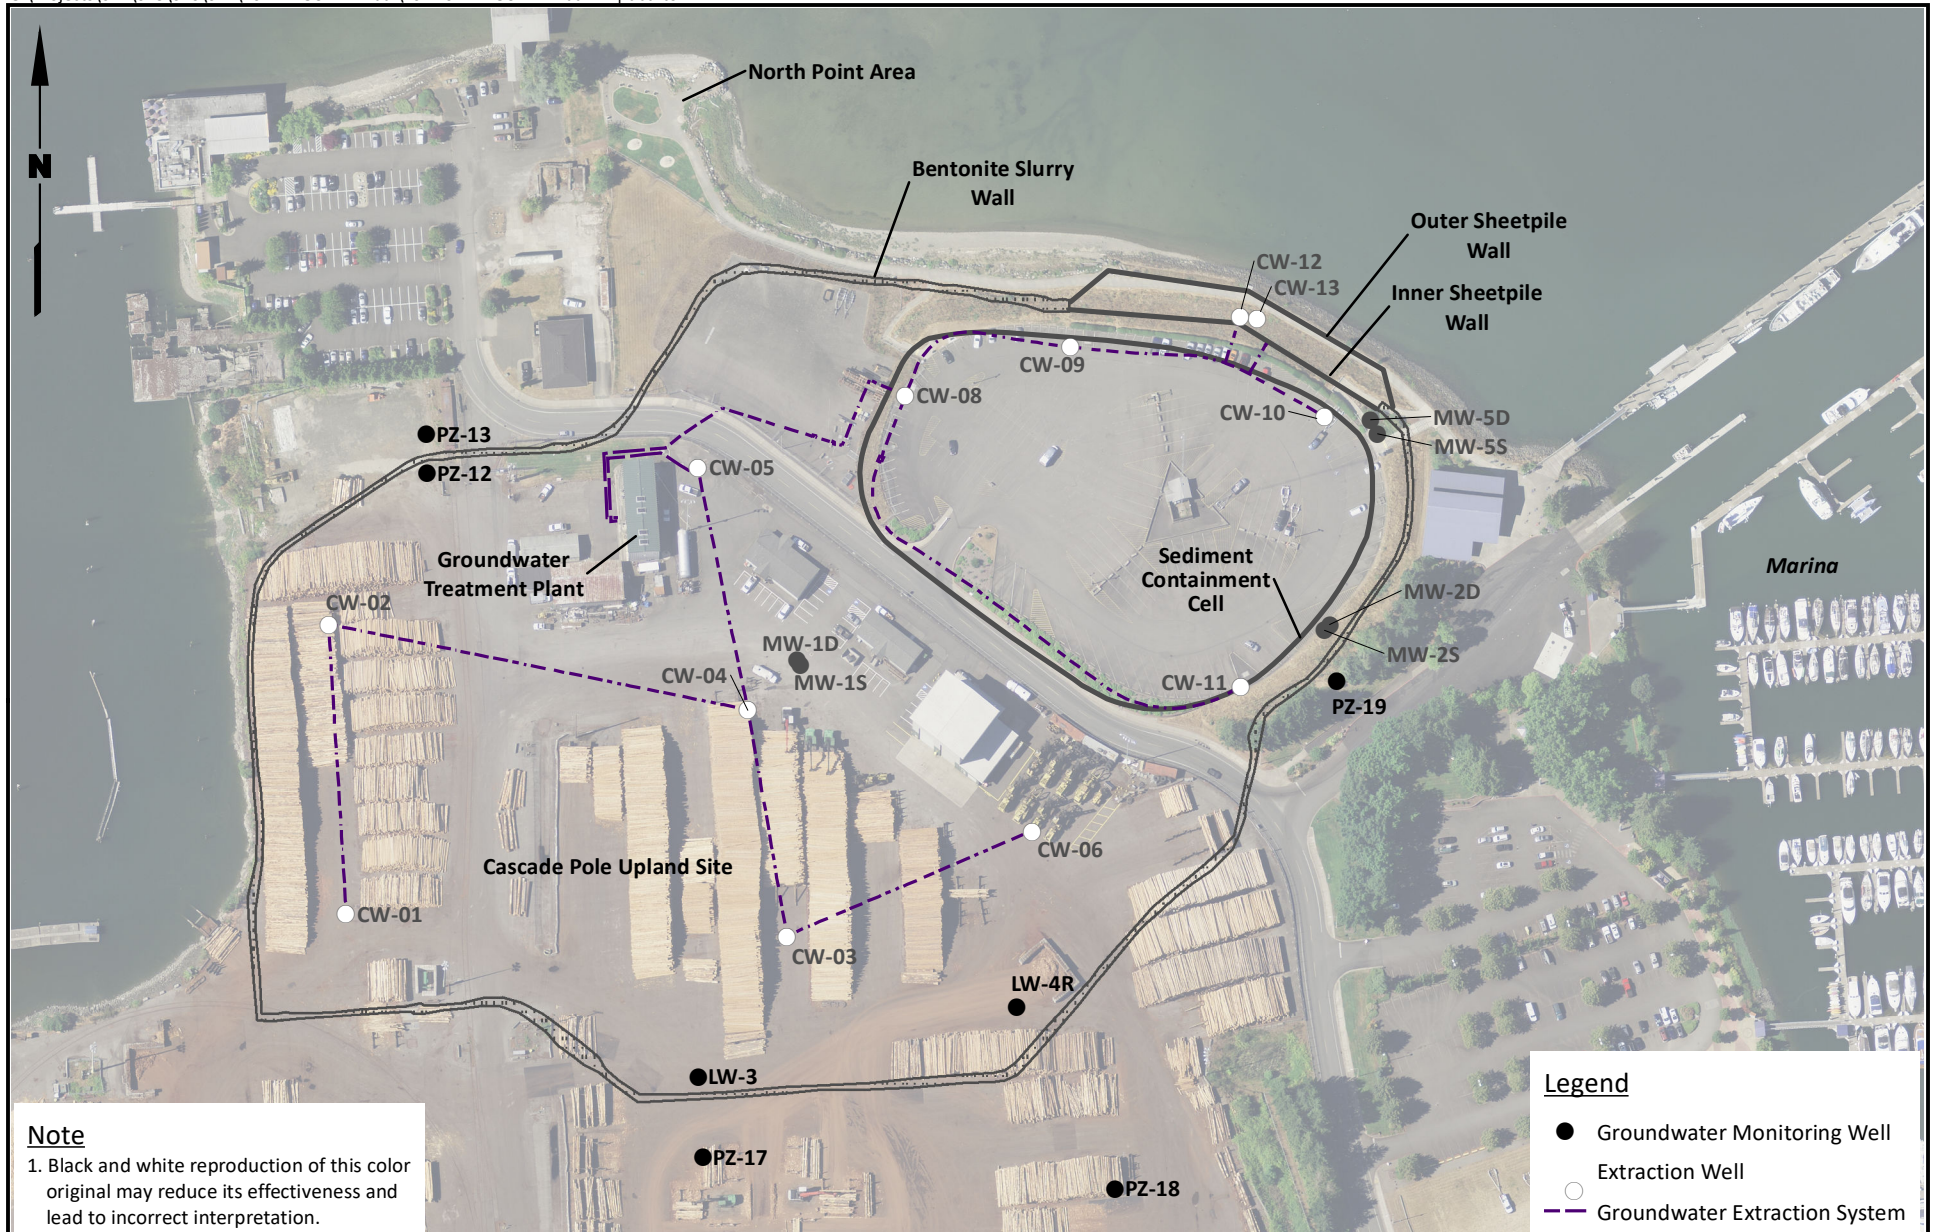 North Point Area
N
Bentonite Slurry
Wall
Outer Sheetpile
Wall
CW-12
CW-13
Inner Sheetpile
Wall
CW-09
CW-08
CW-10
MW-5D
MW-5S
PZ-13
PZ-12
CW-05
Groundwater
Treatment Plant
Sediment
Containment
Cell
Marina
CW-02
MW-2D
MW-2S
MW-1D
MW-1S
CW-04
CW-11
PZ-19
CW-06
Cascade Pole Upland Site
CW-01
CW-03
LW-4R
LW-3
PZ-17
PZ-18
Note
1. Black and white reproduction of this color
original may reduce its effectiveness and
lead to incorrect interpretation.
Legend
Groundwater Monitoring Well
Extraction Well
Groundwater Extraction System